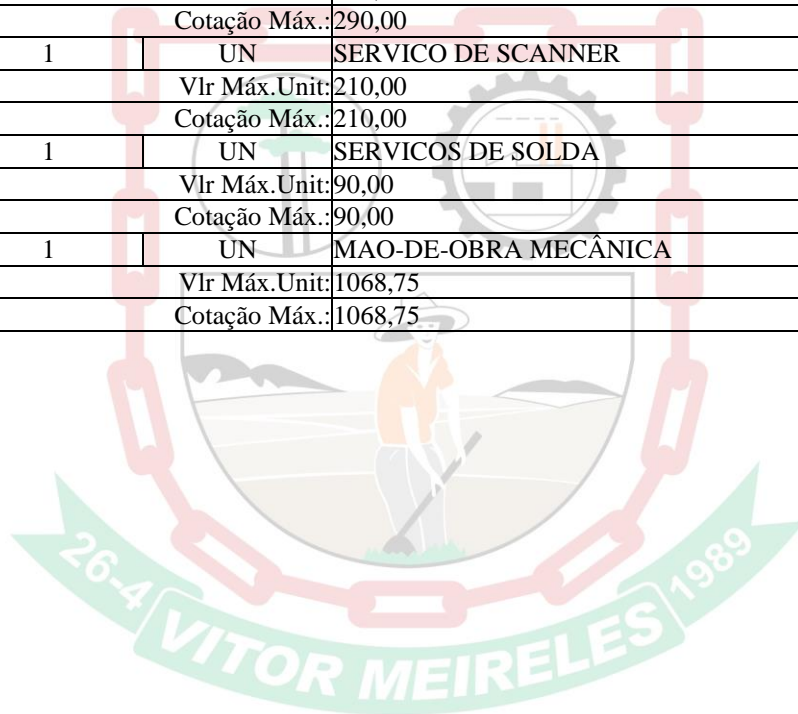 Cotação Máx.: 290,00
1 UN SERVICO DE SCANNER
Vlr Máx.Unit: 210,00
Cotação Máx.: 210,00
1 UN SERVICOS DE SOLDA
Vlr Máx.Unit: 90,00
Cotação Máx.: 90,00
1 UN MAO-DE-OBRA MECÂNICA
Vlr Máx.Unit: 1068,75
Cotação Máx.: 1068,75
26-4 VITOR MEIRELES 1989